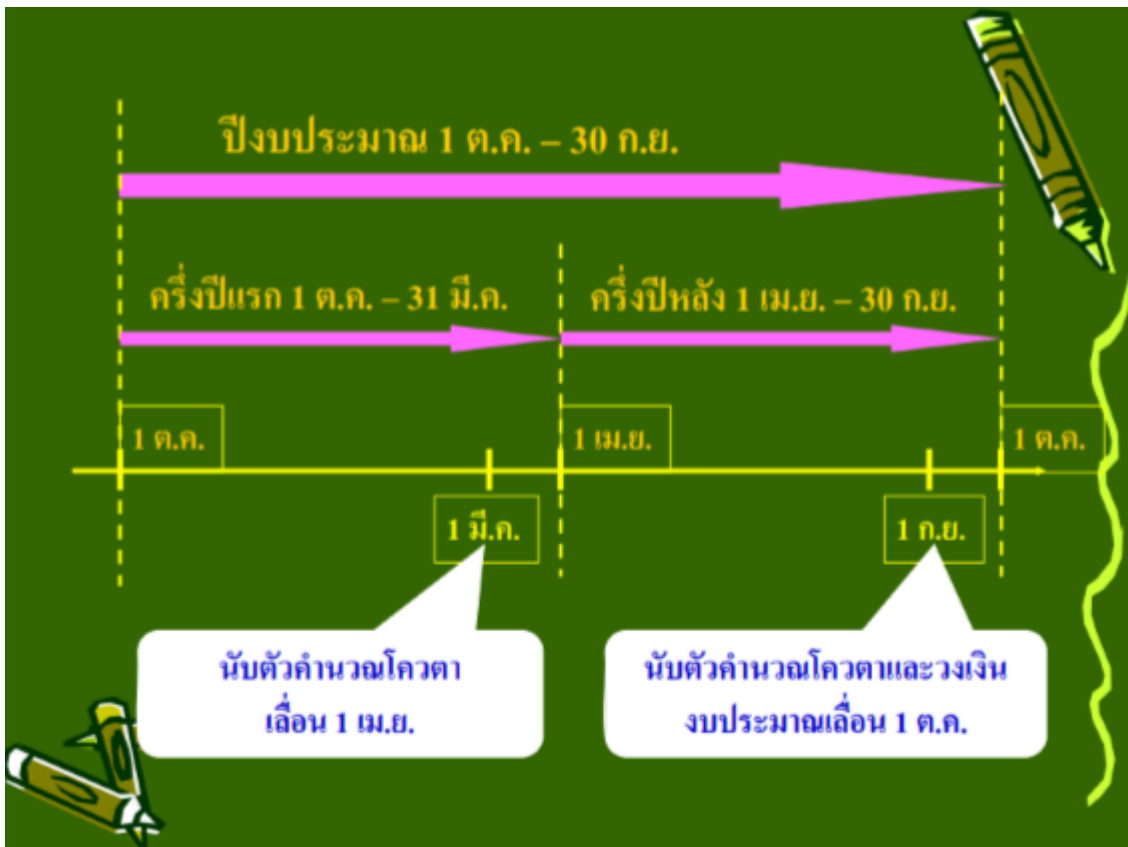 ปีงบประมาณ 1 ต.ค. – 30 ก.ย.
ครึ่งปีแรก 1 ต.ค. – 31 มี.ค.
ครึ่งปีหลัง 1 เม.ย. – 30 ก.ย.
1 ต.ค.
1 เม.ย.
1 ต.ค.
1 มี.ค.
1 ก.ย.
นับตัวคำนวณโควตา
เลื่อน 1 เม.ย.
นับตัวคำนวณโควตาและวงเงิน
งบประมาณเลื่อน 1 ต.ค.